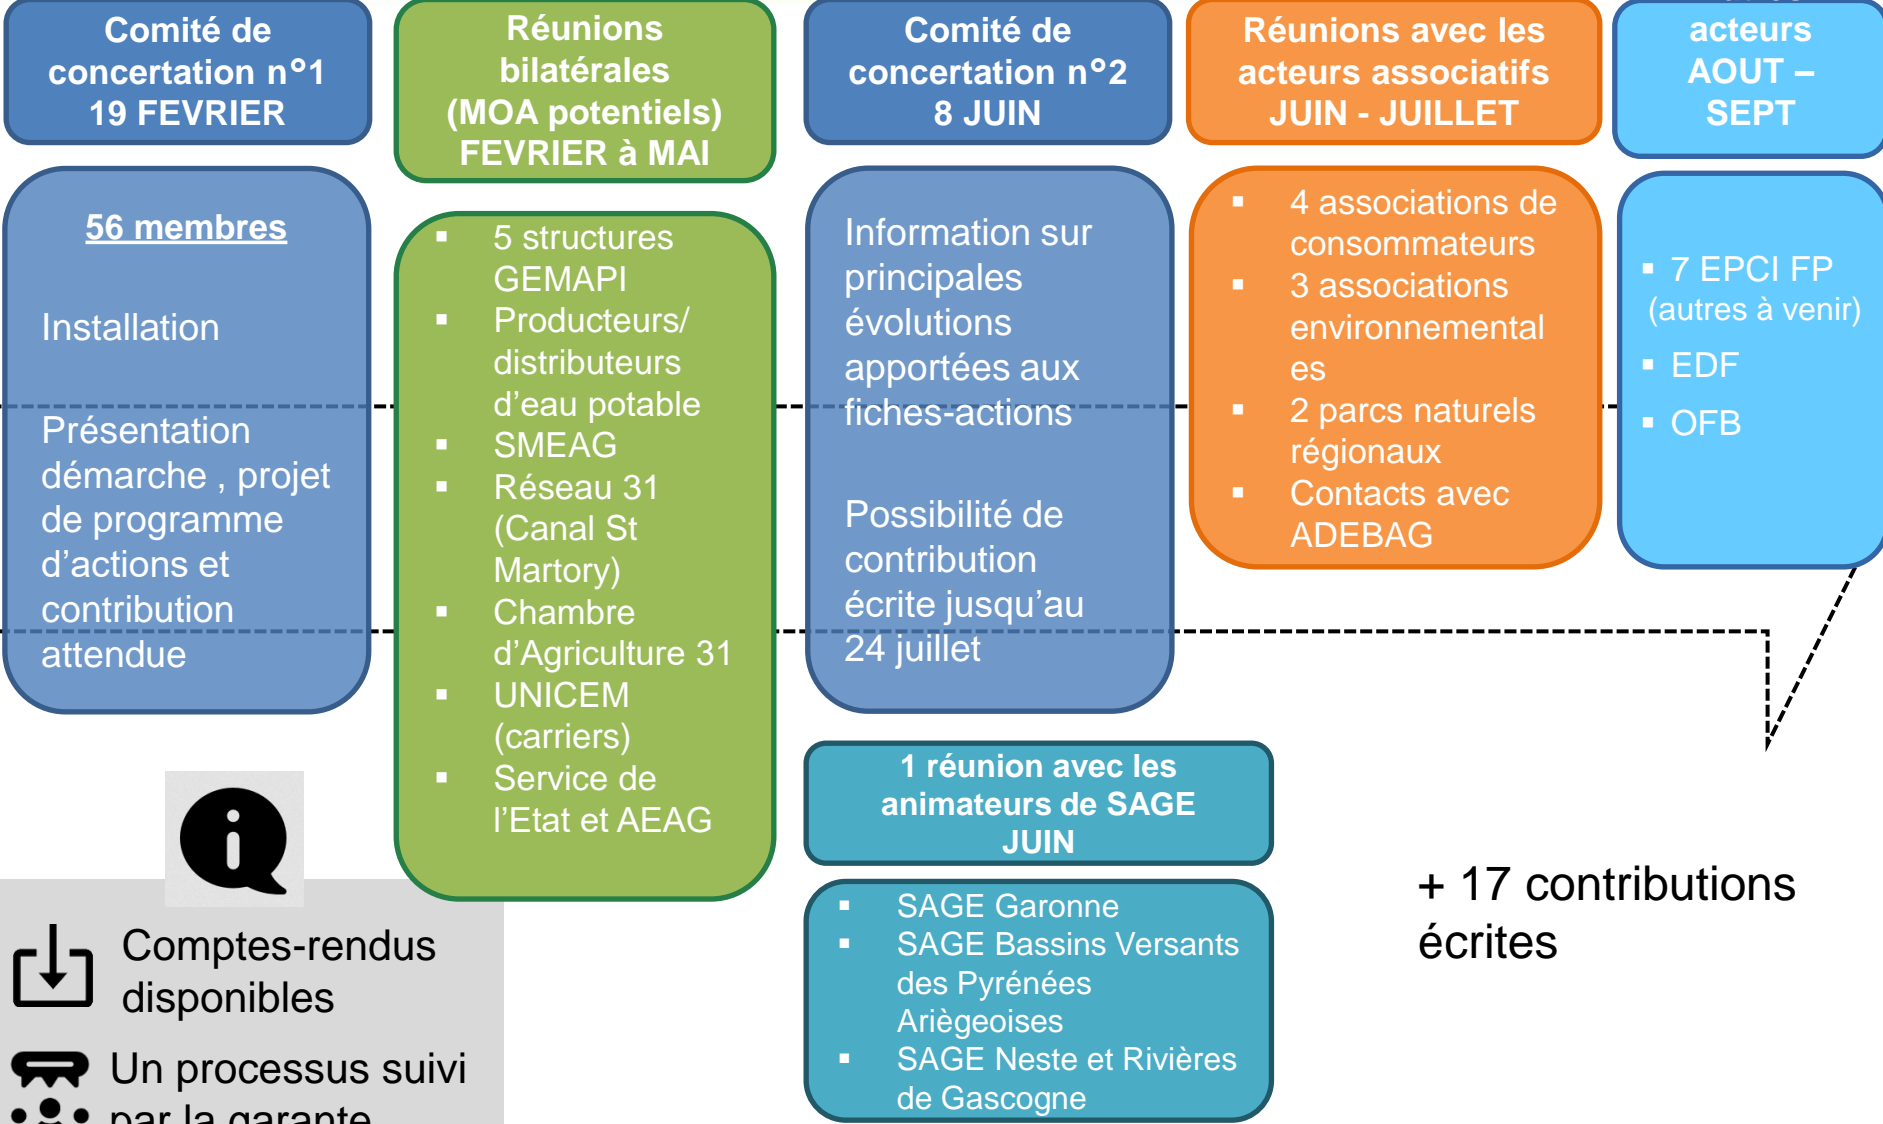 Comité de
concertation n°1
19 FEVRIER
56 membres
Installation
Présentation
démarche , projet
de programme
d'actions et
contribution
attendue
Réunions
bilatérales
(MOA potentiels)
FEVRIER à MAI
▪ 5 structures
GEMAPI
▪ Producteurs/
distributeurs
d'eau potable
▪ SMEAG
▪ Réseau 31
(Canal St
Martory)
▪ Chambre
d'Agriculture 31
▪ UNICEM
(carriers)
▪ Service de
l'Etat et AEAG
Comité de
concertation n°2
8 JUIN
Information sur
principales
évolutions
apportées aux
fiches-actions
Possibilité de
contribution
écrite jusqu'au
24 juillet
1 réunion avec les
animateurs de SAGE
JUIN
▪ SAGE Garonne
▪ SAGE Bassins Versants
des Pyrénées
Ariègeoises
▪ SAGE Neste et Rivières
de Gascogne
Réunions avec les
acteurs associatifs
JUIN - JUILLET
▪ 4 associations de
consommateurs
▪ 3 associations
environnemental
es
▪ 2 parcs naturels
régionaux
▪ Contacts avec
ADEBAG
acteurs
AOUT –
SEPT
▪ 7 EPCI FP
(autres à venir)
▪ EDF
▪ OFB
+ 17 contributions
écrites
Comptes-rendus
disponibles
Un processus suivi
par la garante